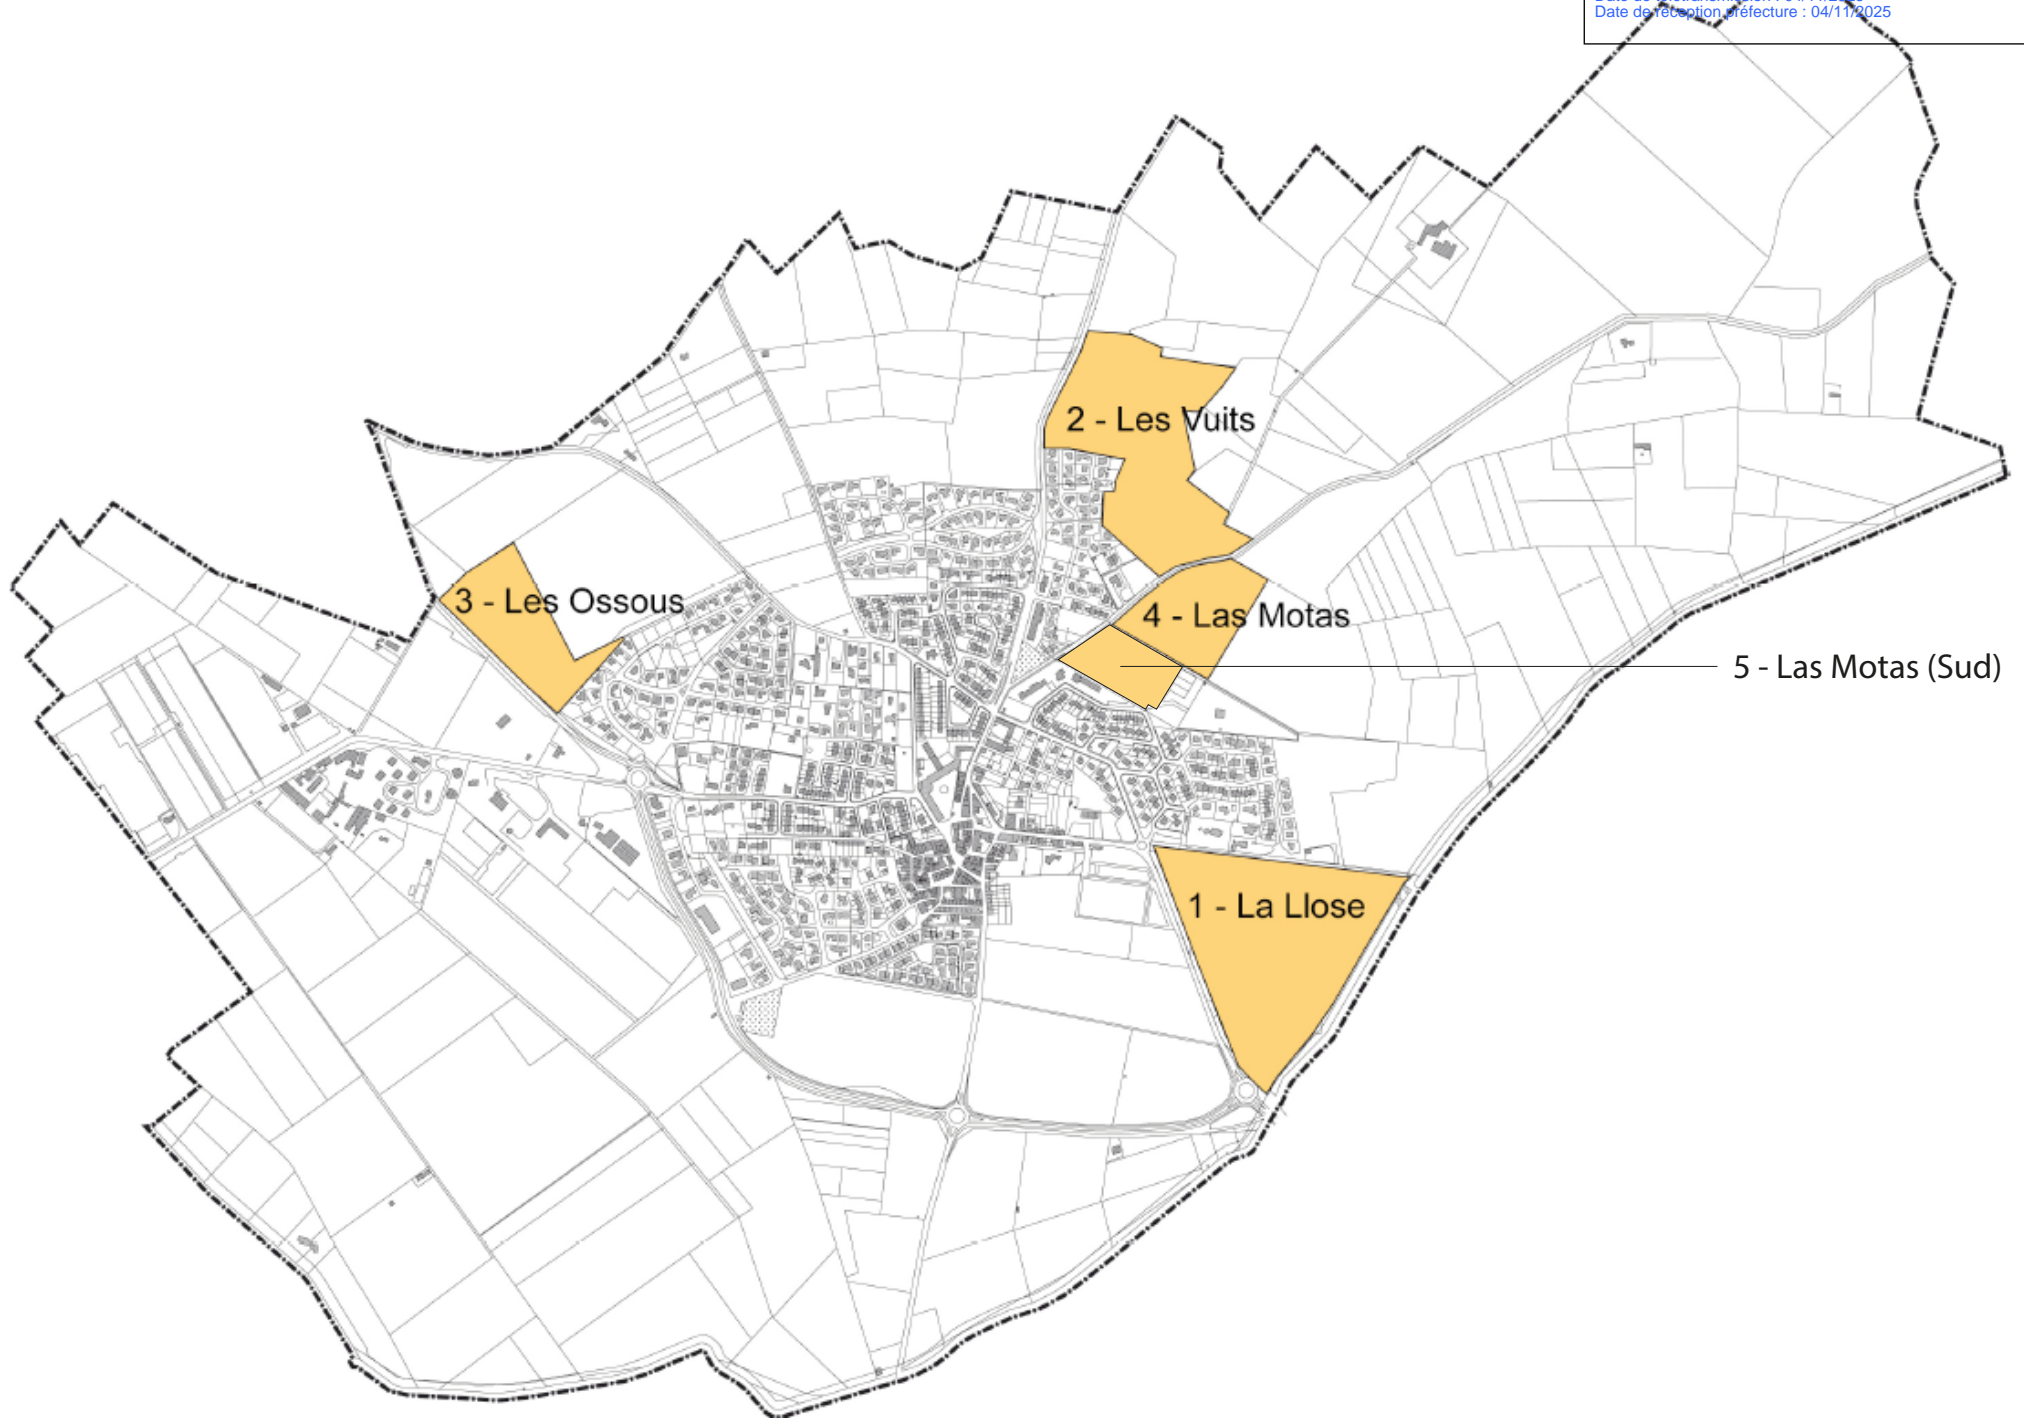 Date de réception préfecture : 04/11/2025
2 - Les Vuits
3 - Les Ossous
4 - Las Motas
5 - Las Motas (Sud)
1 - La Llose